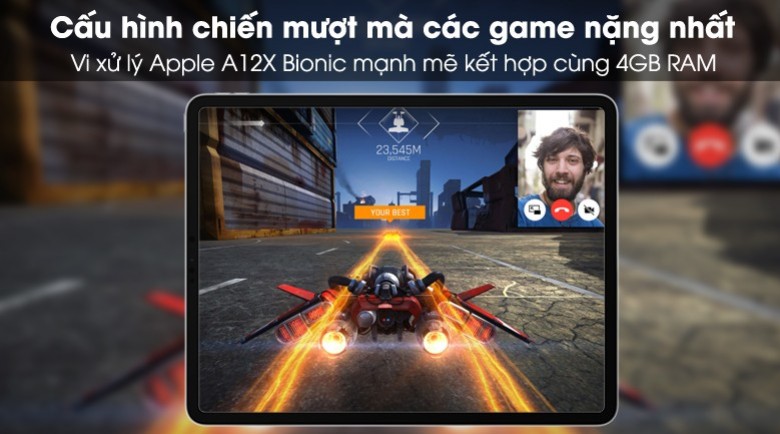 Cấu hình chiến mượt mà các game nặng nhất
Vi xử lý Apple A12X Bionic mạnh mẽ kết hợp cùng 4GB RAM
23,545M
DISTANCE
YOUR BEST